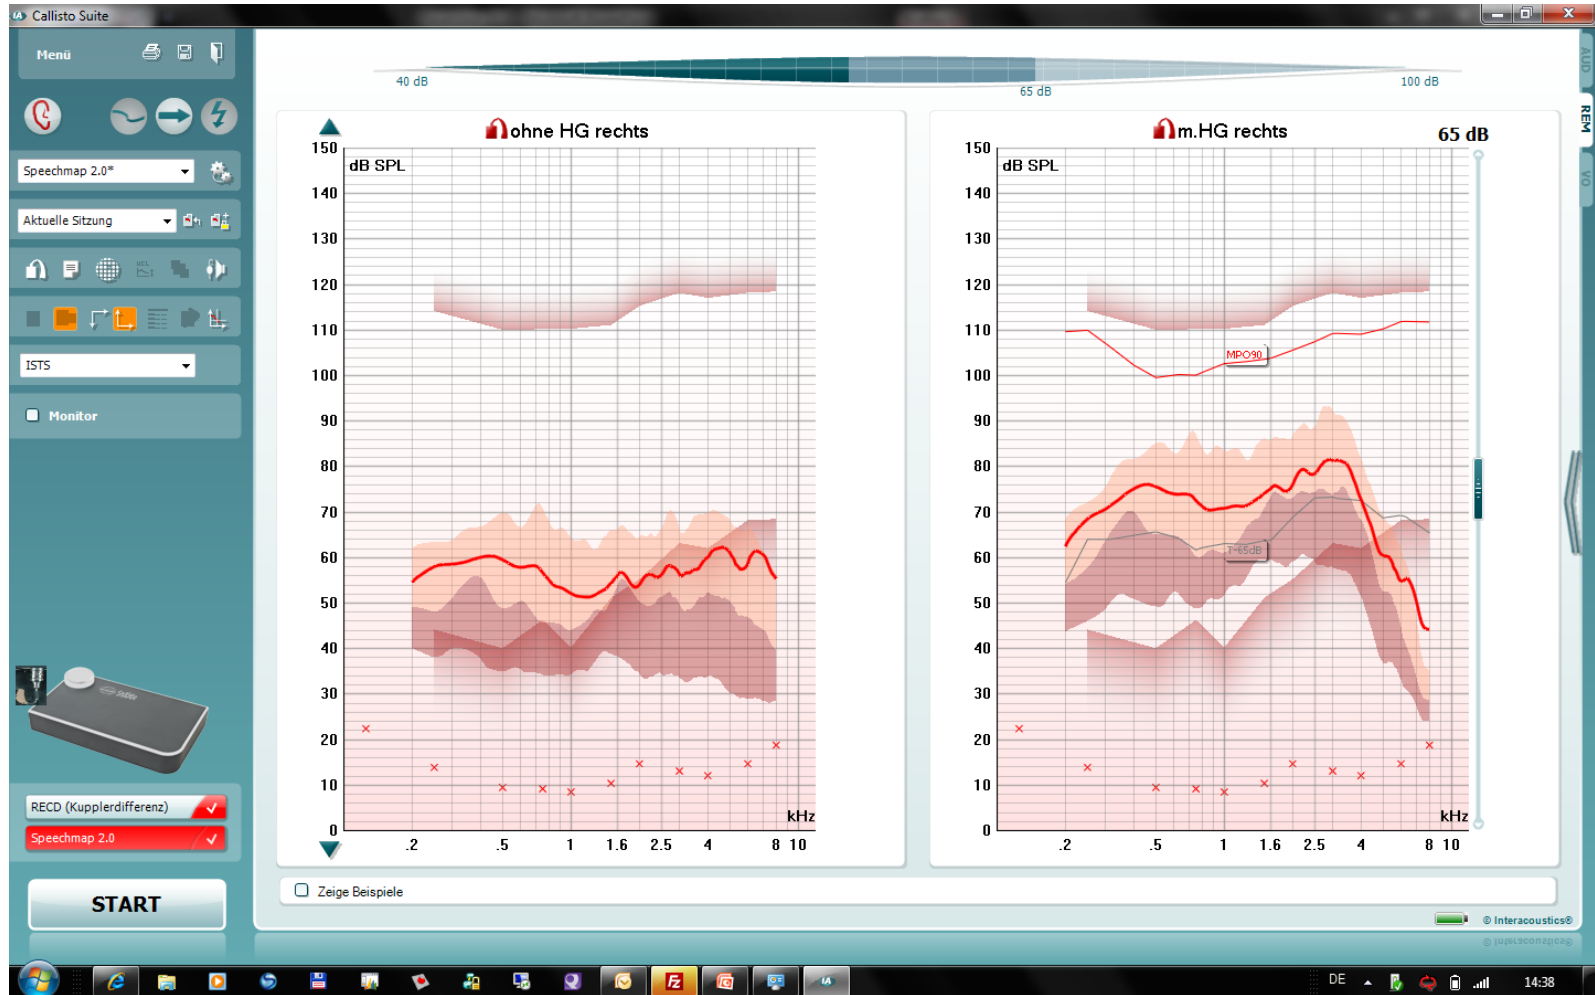 Callisto Suite
Menü
Speechmap 2.0*
Aktuelle Sitzung
ISTS
Monitor
RECD (Kupplerdifferenz)
Speechmap 2.0
START
40 dB
65 dB
100 dB
ohne HG rechts
150
dB SPL
140
130
120
110
100
90
80
70
60
50
40
30
20
10
0
kHz
.2 .5 1 1.6 2.5 4 8 10
m.HG rechts
65 dB
150
dB SPL
140
130
120
110
100
90
80
70
60
50
40
30
20
10
0
MPO90
T-65dB
kHz
.2 .5 1 1.6 2.5 4 8 10
AUD
REM
VO
Zeige Beispiele
© Interacoustics®
DE
14:38